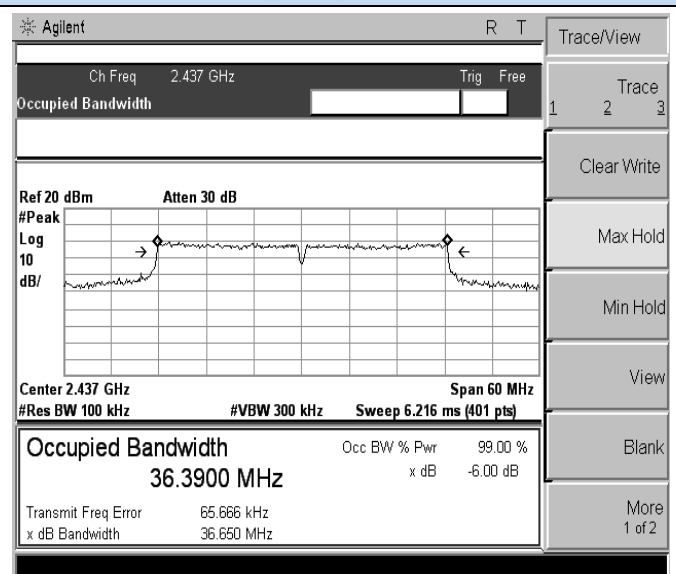 Agilent R T
Trace/View
Ch Freq 2.437 GHz Trig Free
Occupied Bandwidth
Trace
1 2 3
Clear Write
Ref 20 dBm Atten 30 dB
#Peak
Log
10
dB/
Max Hold
Min Hold
View
Center 2.437 GHz Span 60 MHz
#Res BW 100 kHz #VBW 300 kHz Sweep 6.216 ms (401 pts)
Occupied Bandwidth Occ BW % Pwr 99.00 %
36.3900 MHz x dB -6.00 dB
Blank
Transmit Freq Error 65.666 kHz
x dB Bandwidth 36.650 MHz
More
1 of 2